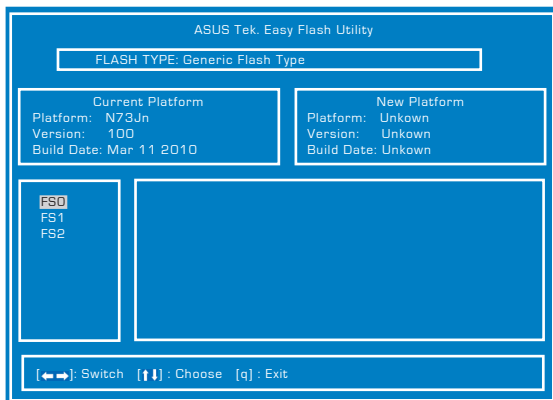 ASUS Tek. Easy Flash Utility
FLASH TYPE: Generic Flash Type
Current Platform
Platform: N73Jn
Version: 100
Build Date: Mar 11 2010
New Platform
Platform: Unkown
Version: Unkown
Build Date: Unkown
FS0
FS1
FS2
[⬅➡]: Switch [⬆⬇] : Choose [q] : Exit